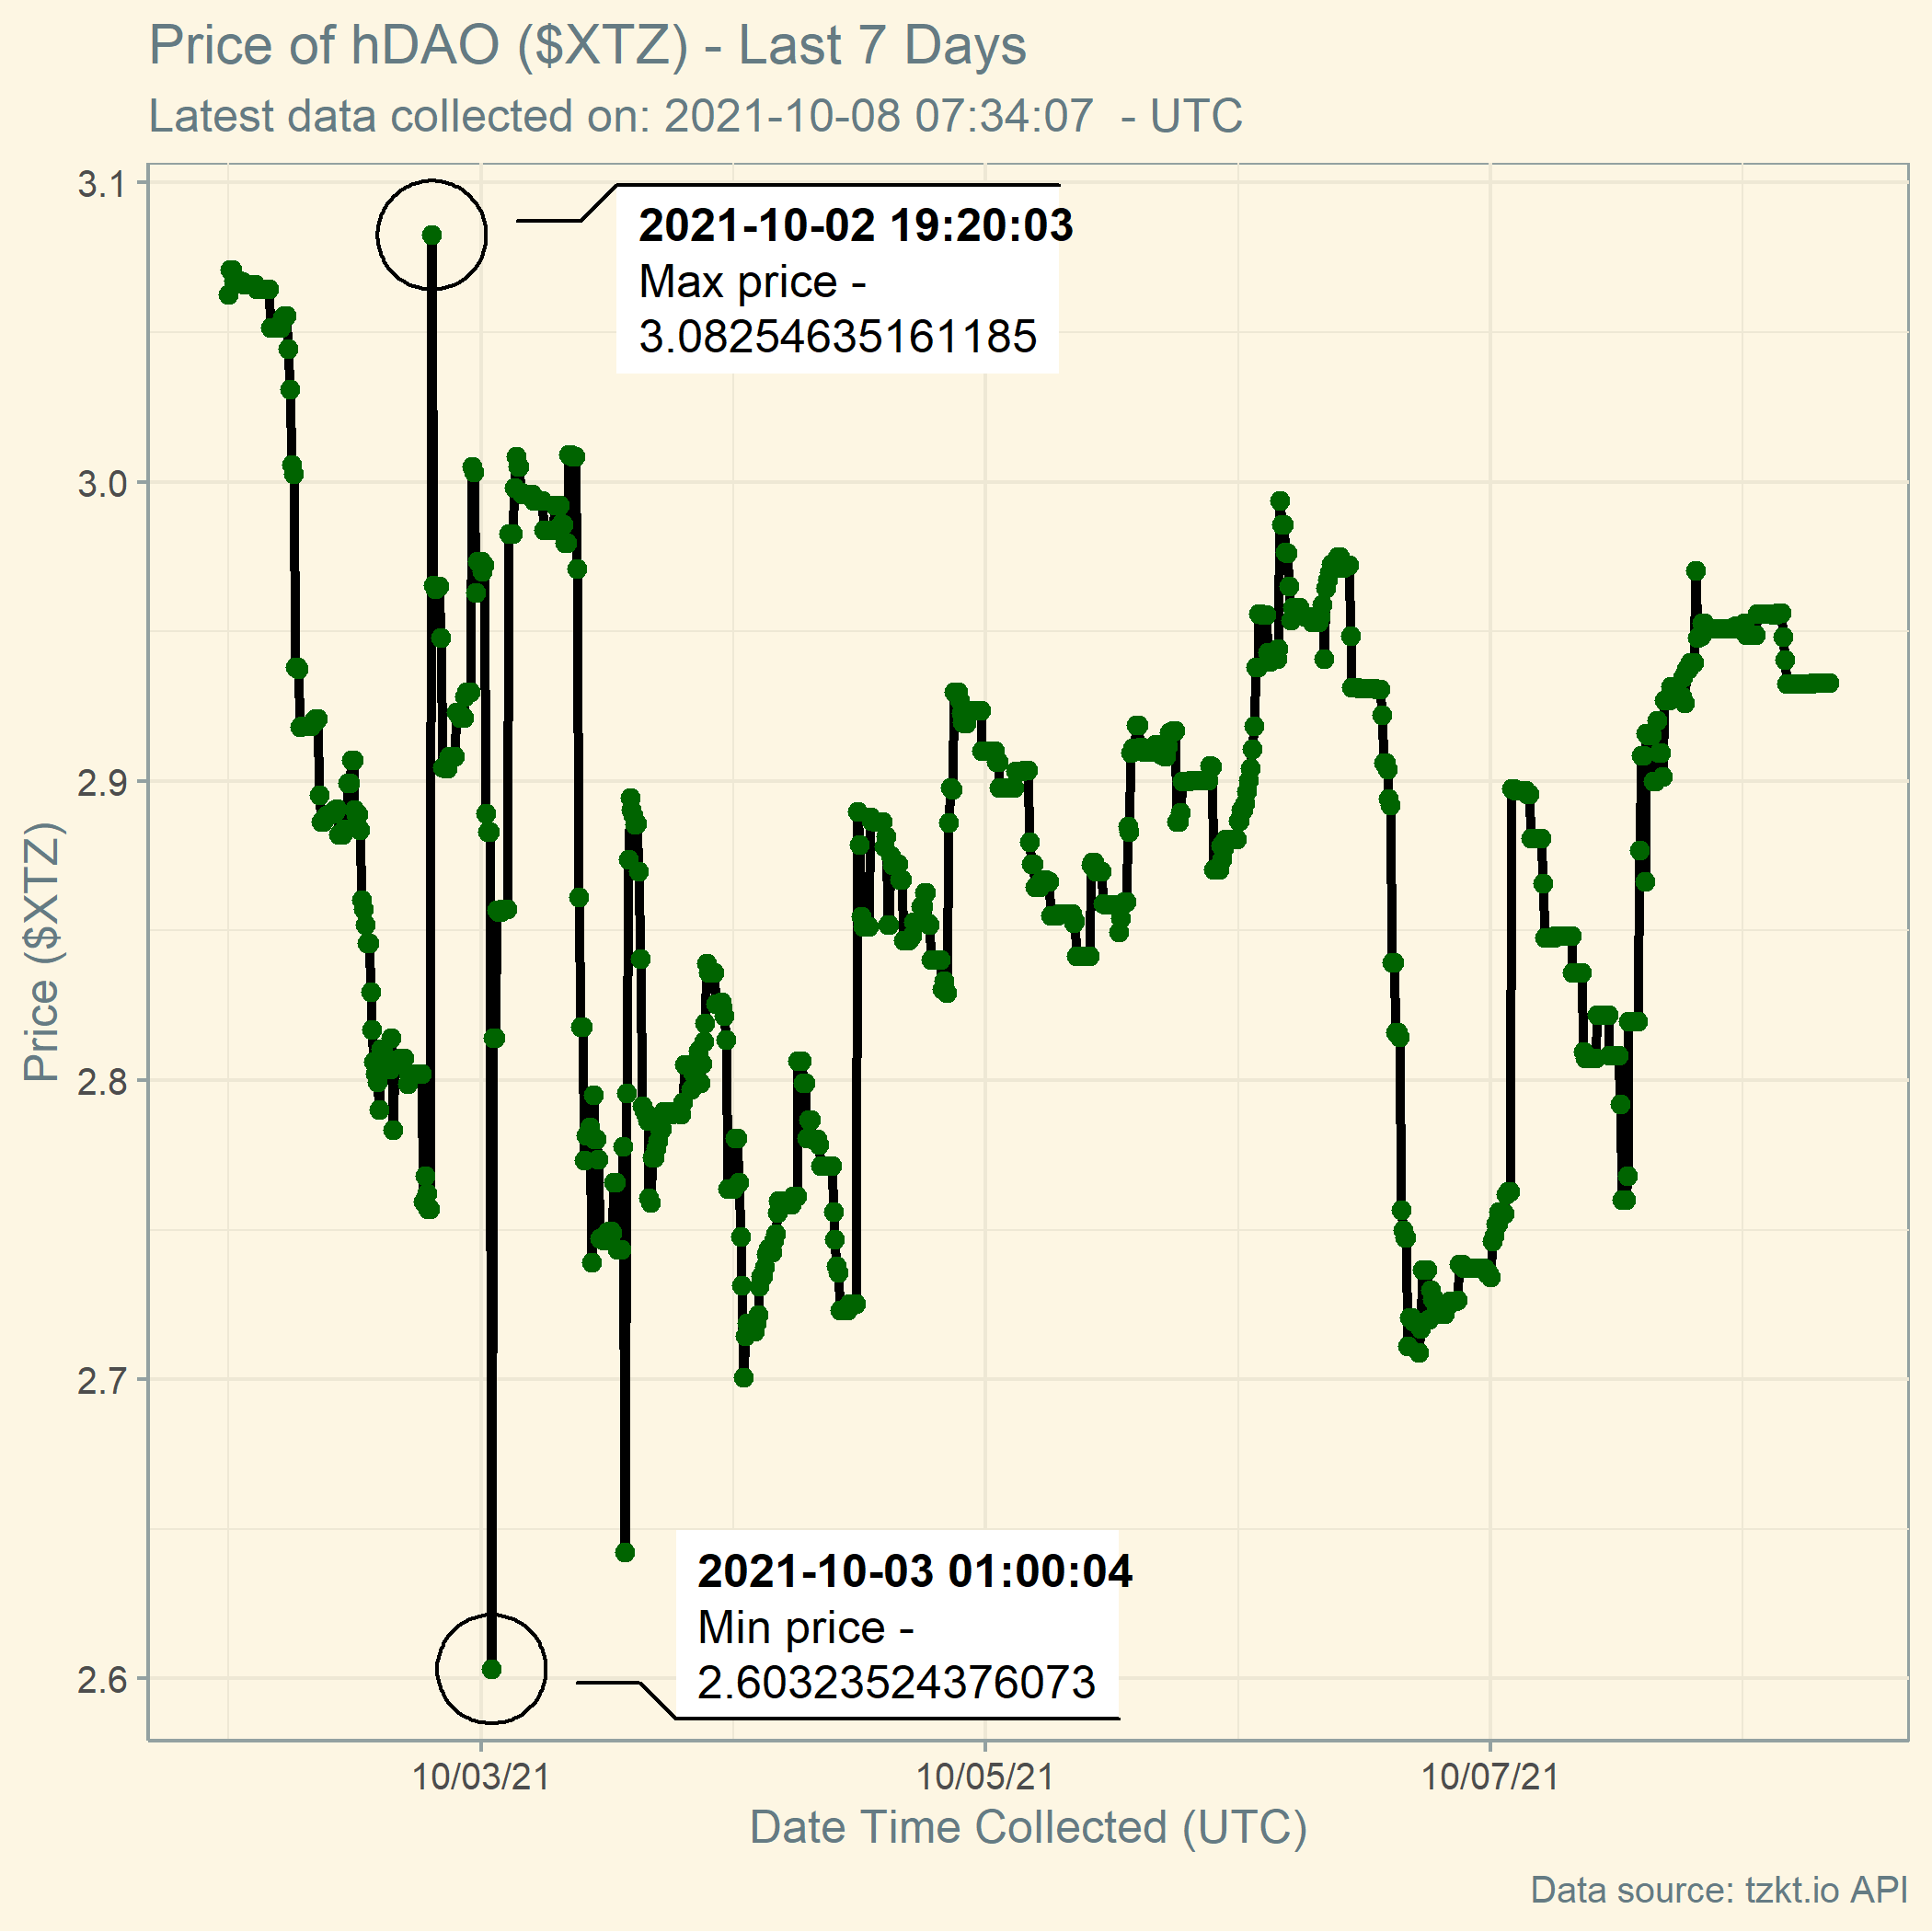 Price of hDAO ($XTZ) - Last 7 Days
Latest data collected on: 2021-10-08 07:34:07  - UTC
3.1
3.0
2.9
2.8
2.7
2.6
Price ($XTZ)
2021-10-02 19:20:03
Max price -
3.08254635161185
2021-10-03 01:00:04
Min price -
2.60323524376073
10/03/21
10/05/21
10/07/21
Date Time Collected (UTC)
Data source: tzkt.io API